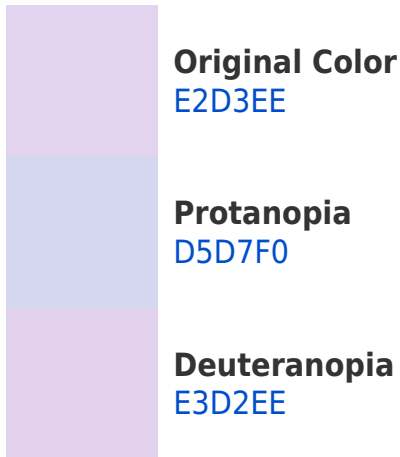 Original Color
E2D3EE
Protanopia
D5D7F0
Deuteranopia
E3D2EE